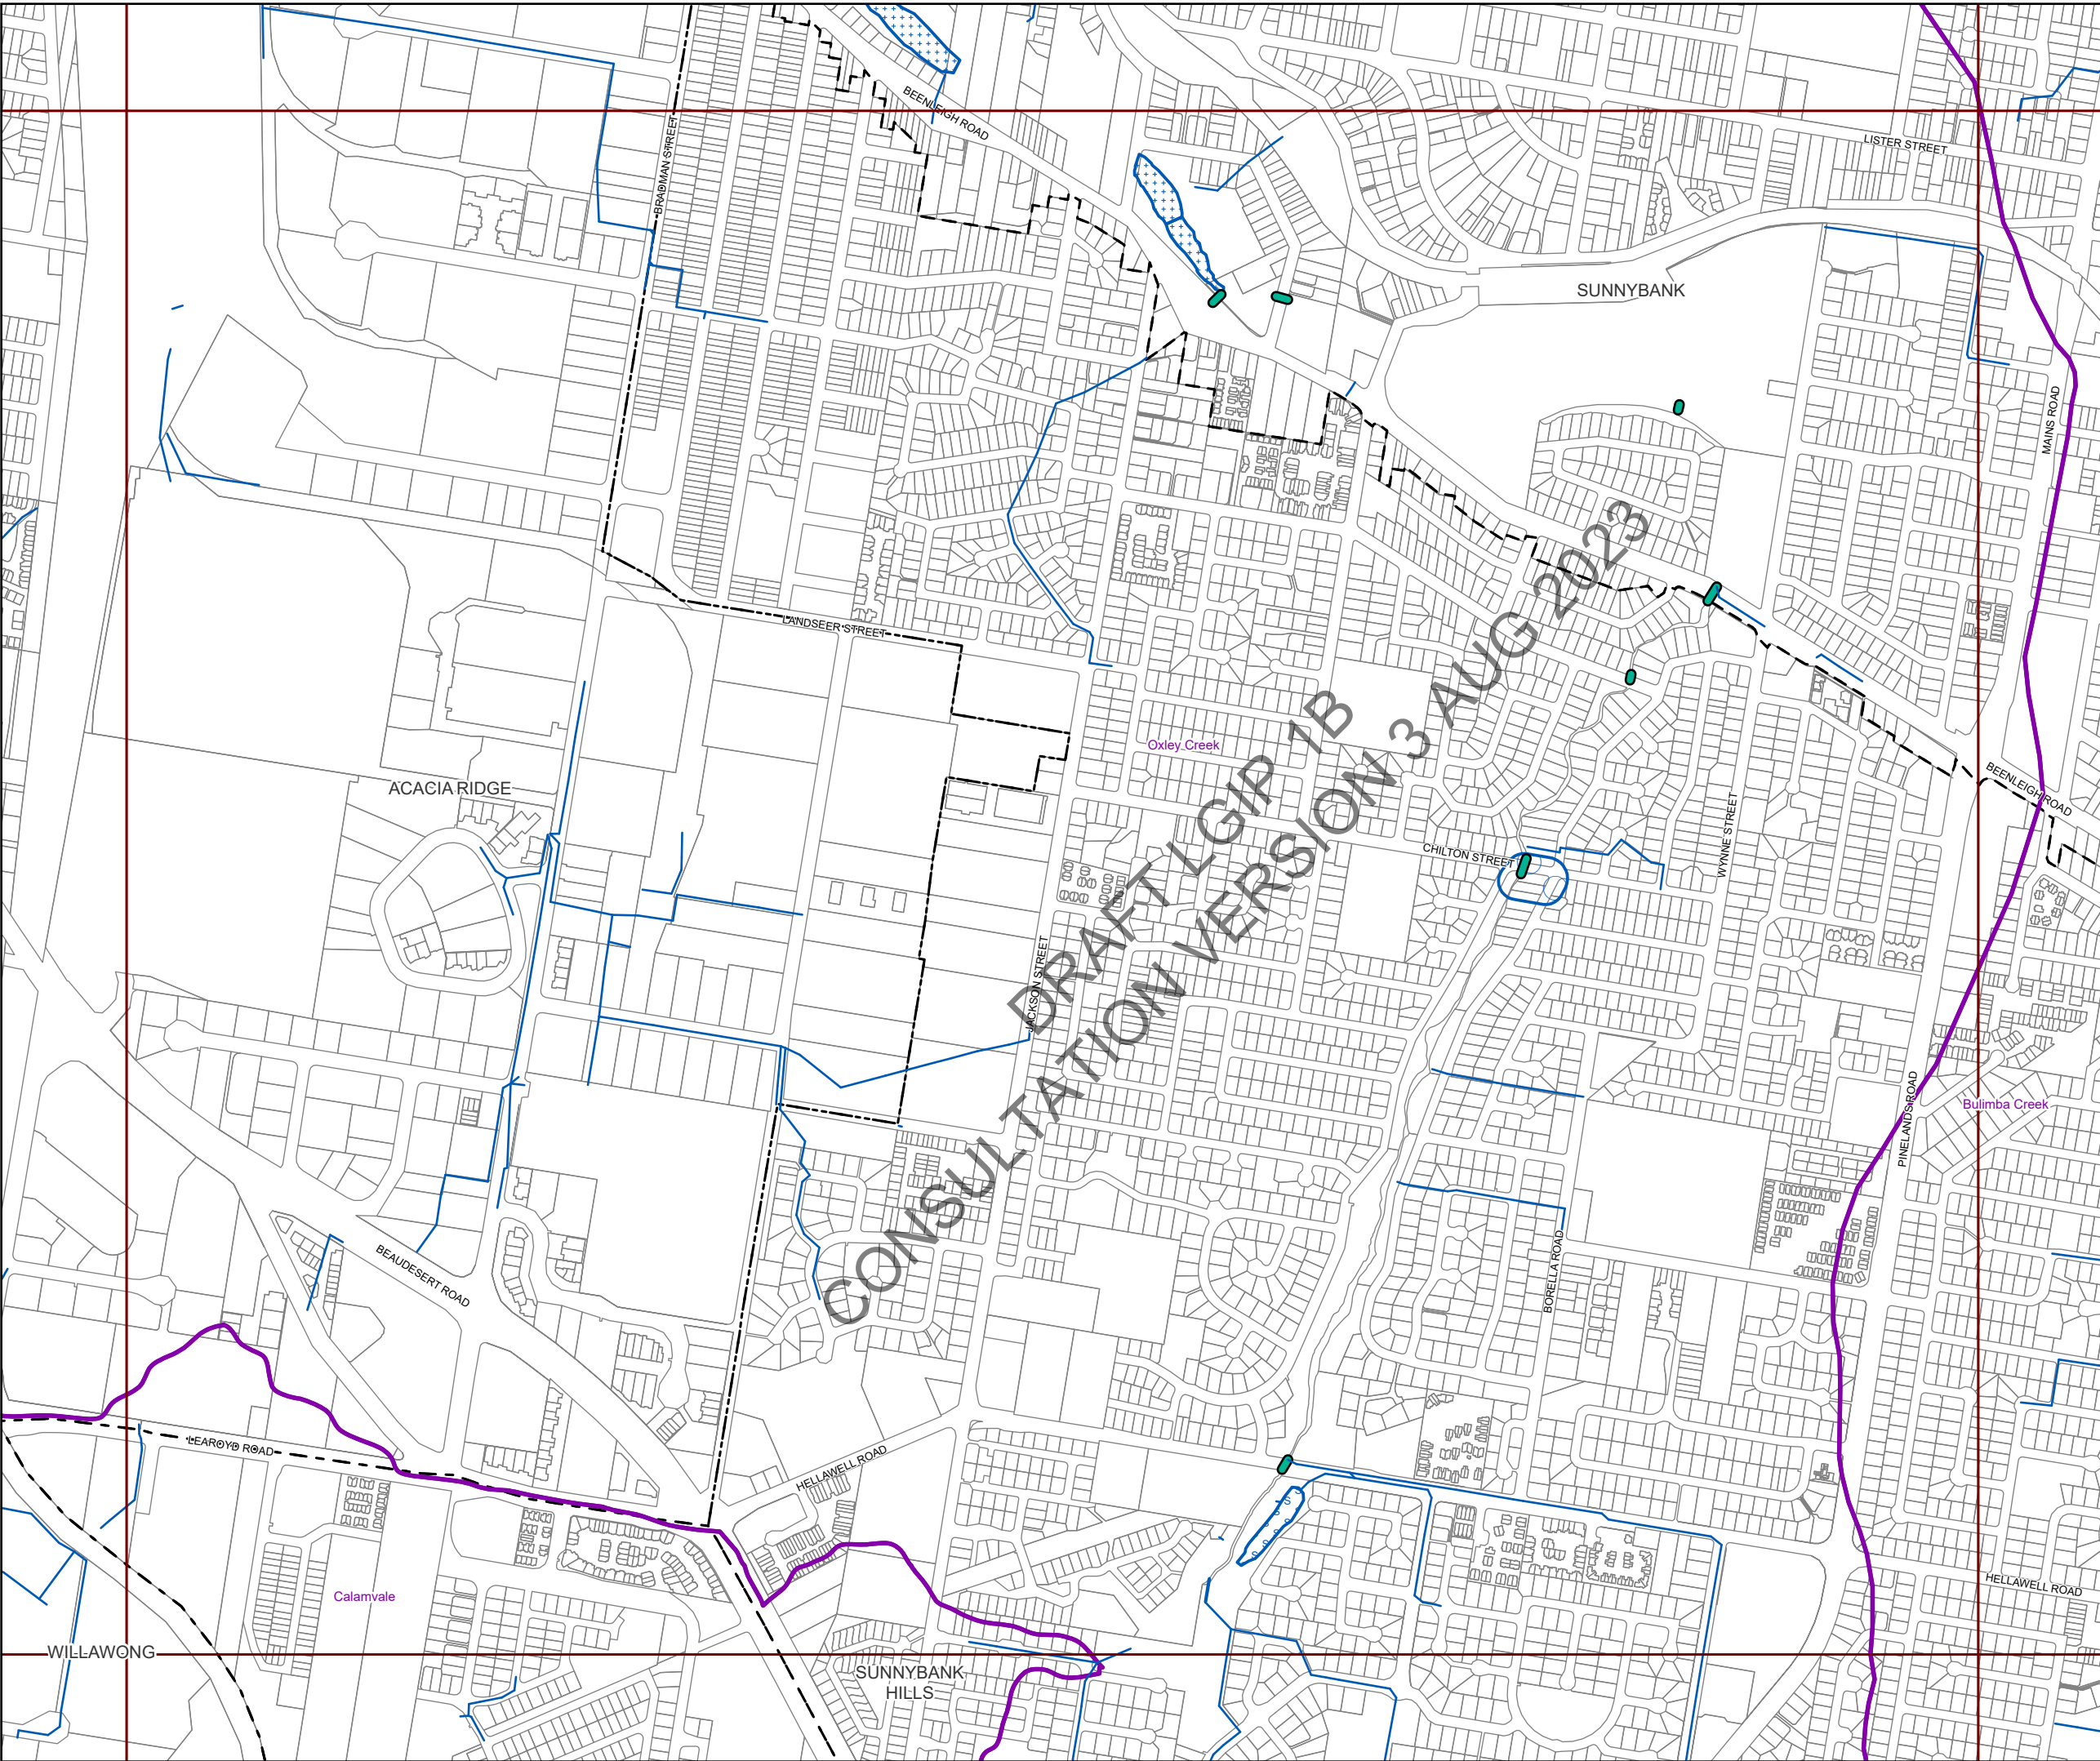 BEENLEIGH ROAD
LISTER STREET
BRADMAN STREET
SUNNYBANK
MAINS ROAD
LANDSEER STREET
Oxley Creek
ACACIA RIDGE
BEENLEIGH ROAD
WYNNE STREET
CHILTON STREET
DRAFT LGIP 1B
CONSULTATION VERSION 3 AUG 2023
JACKSON STREET
PINELANDS ROAD
Bulimba Creek
BORELLA ROAD
BEAUDESERT ROAD
LEAROYD ROAD
HELLAWELL ROAD
HELLAWELL ROAD
Calamvale
WILLAWONG
SUNNYBANK
HILLS